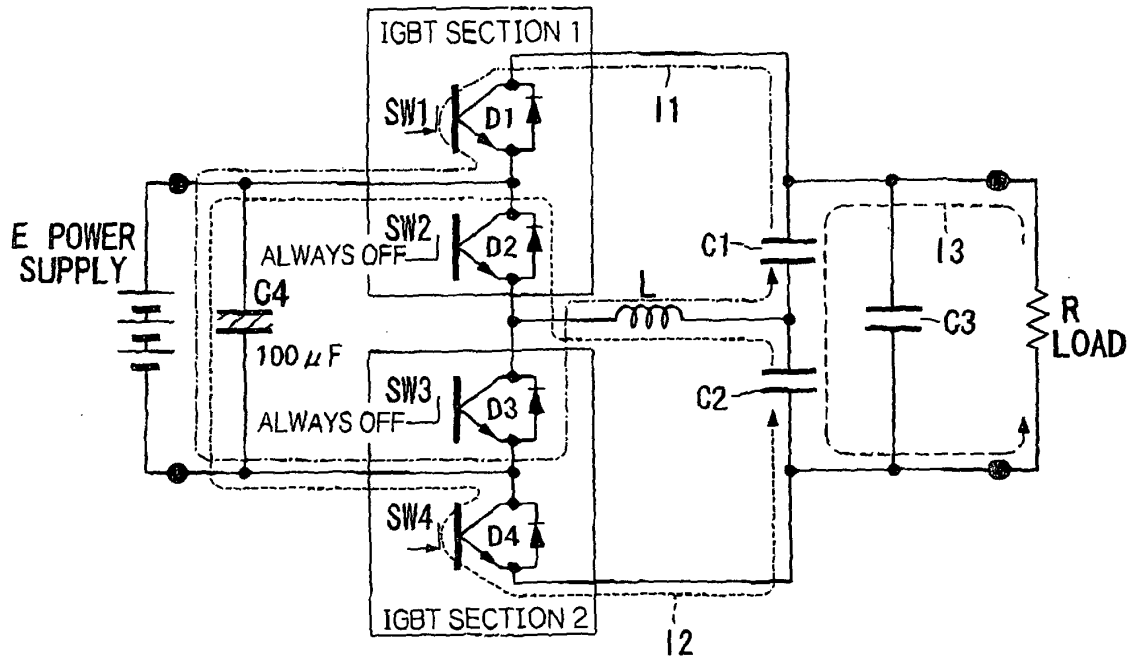 IGBT SECTION 1
SW1
D1
I1
E POWER
SUPPLY
SW2
D2
ALWAYS OFF
C1
I3
C4
L
R
LOAD
C3
100μF
SW3
D3
ALWAYS OFF
C2
SW4
D4
IGBT SECTION 2
I2